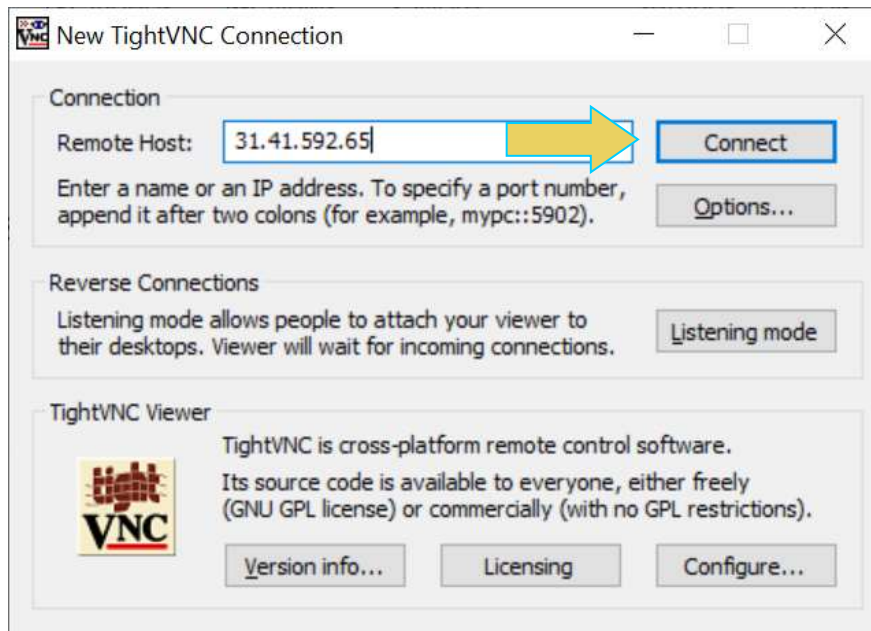 New TightVNC Connection
Connection
Remote Host: 31.41.592.65 Connect
Enter a name or an IP address. To specify a port number,
append it after two colons (for example, mypc::5902).
Options...
Reverse Connections
Listening mode allows people to attach your viewer to
their desktops. Viewer will wait for incoming connections.
Listening mode
TightVNC Viewer
TightVNC is cross-platform remote control software.
Its source code is available to everyone, either freely
(GNU GPL license) or commercially (with no GPL restrictions).
tight
VNC
Version info... Licensing Configure...